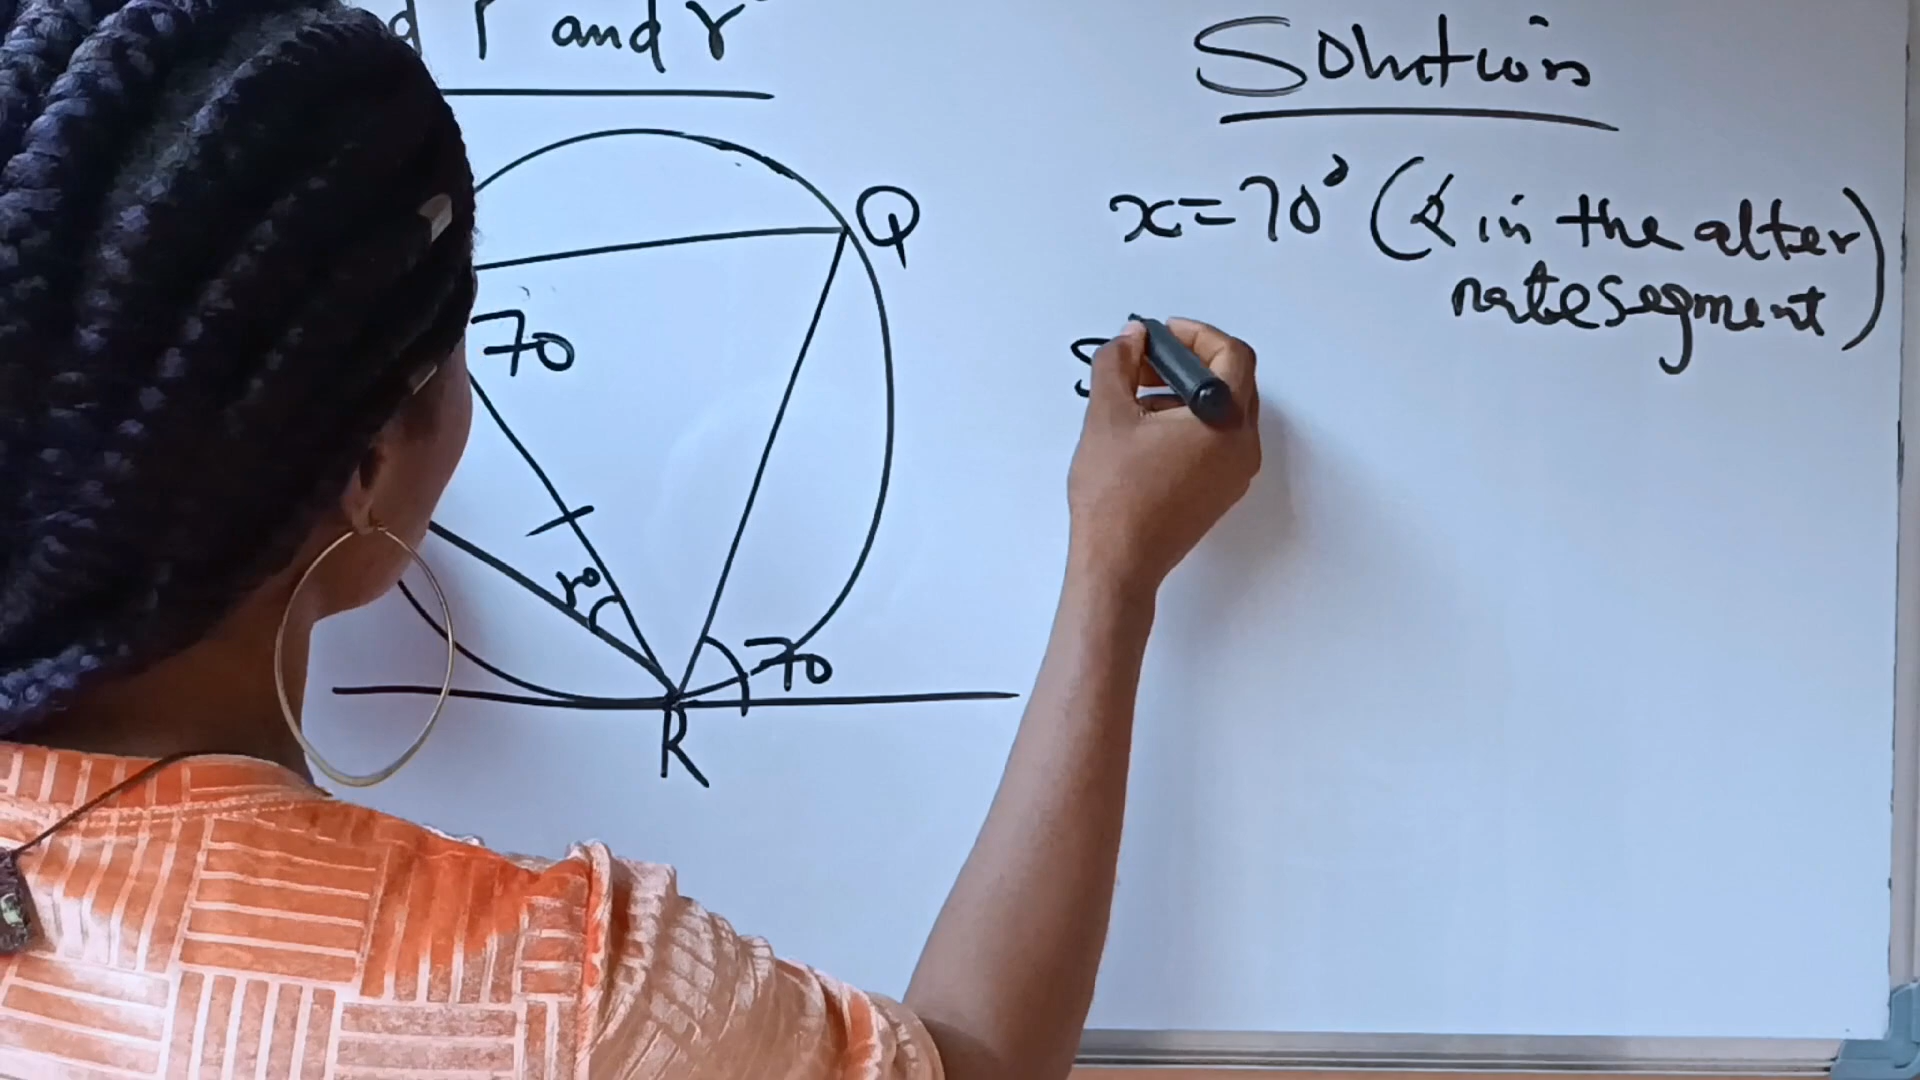 d r and r
Solution
x=70° (∡ in the alter
nate segment)
S
Q
70
r°
70
R